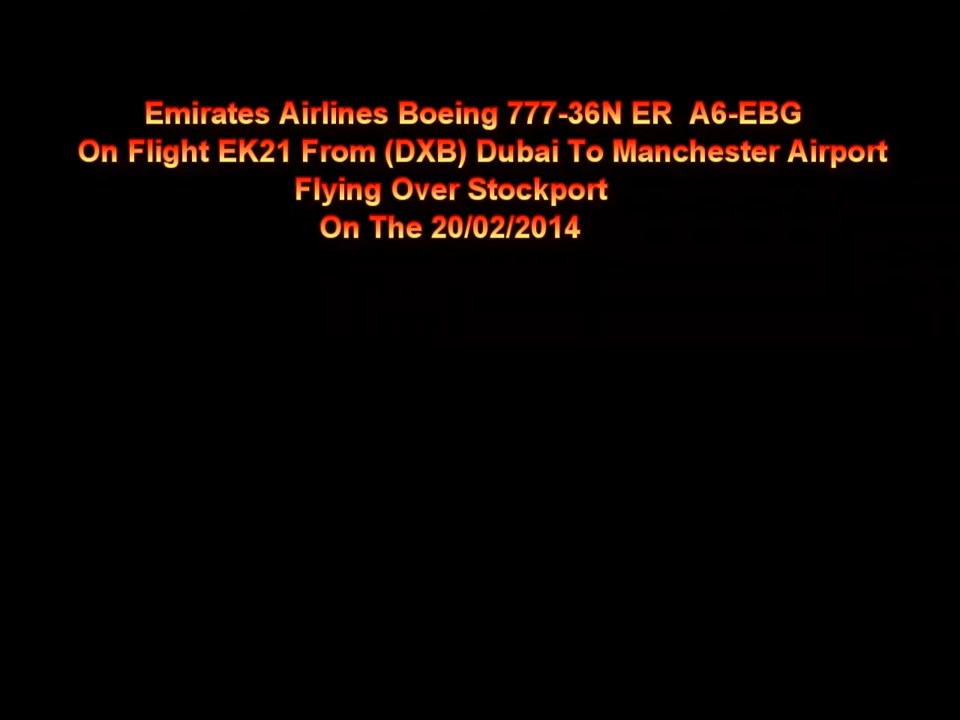 Emirates Airlines Boeing 777-36N ER  A6-EBG
On Flight EK21 From (DXB) Dubai To Manchester Airport
Flying Over Stockport
On The 20/02/2014